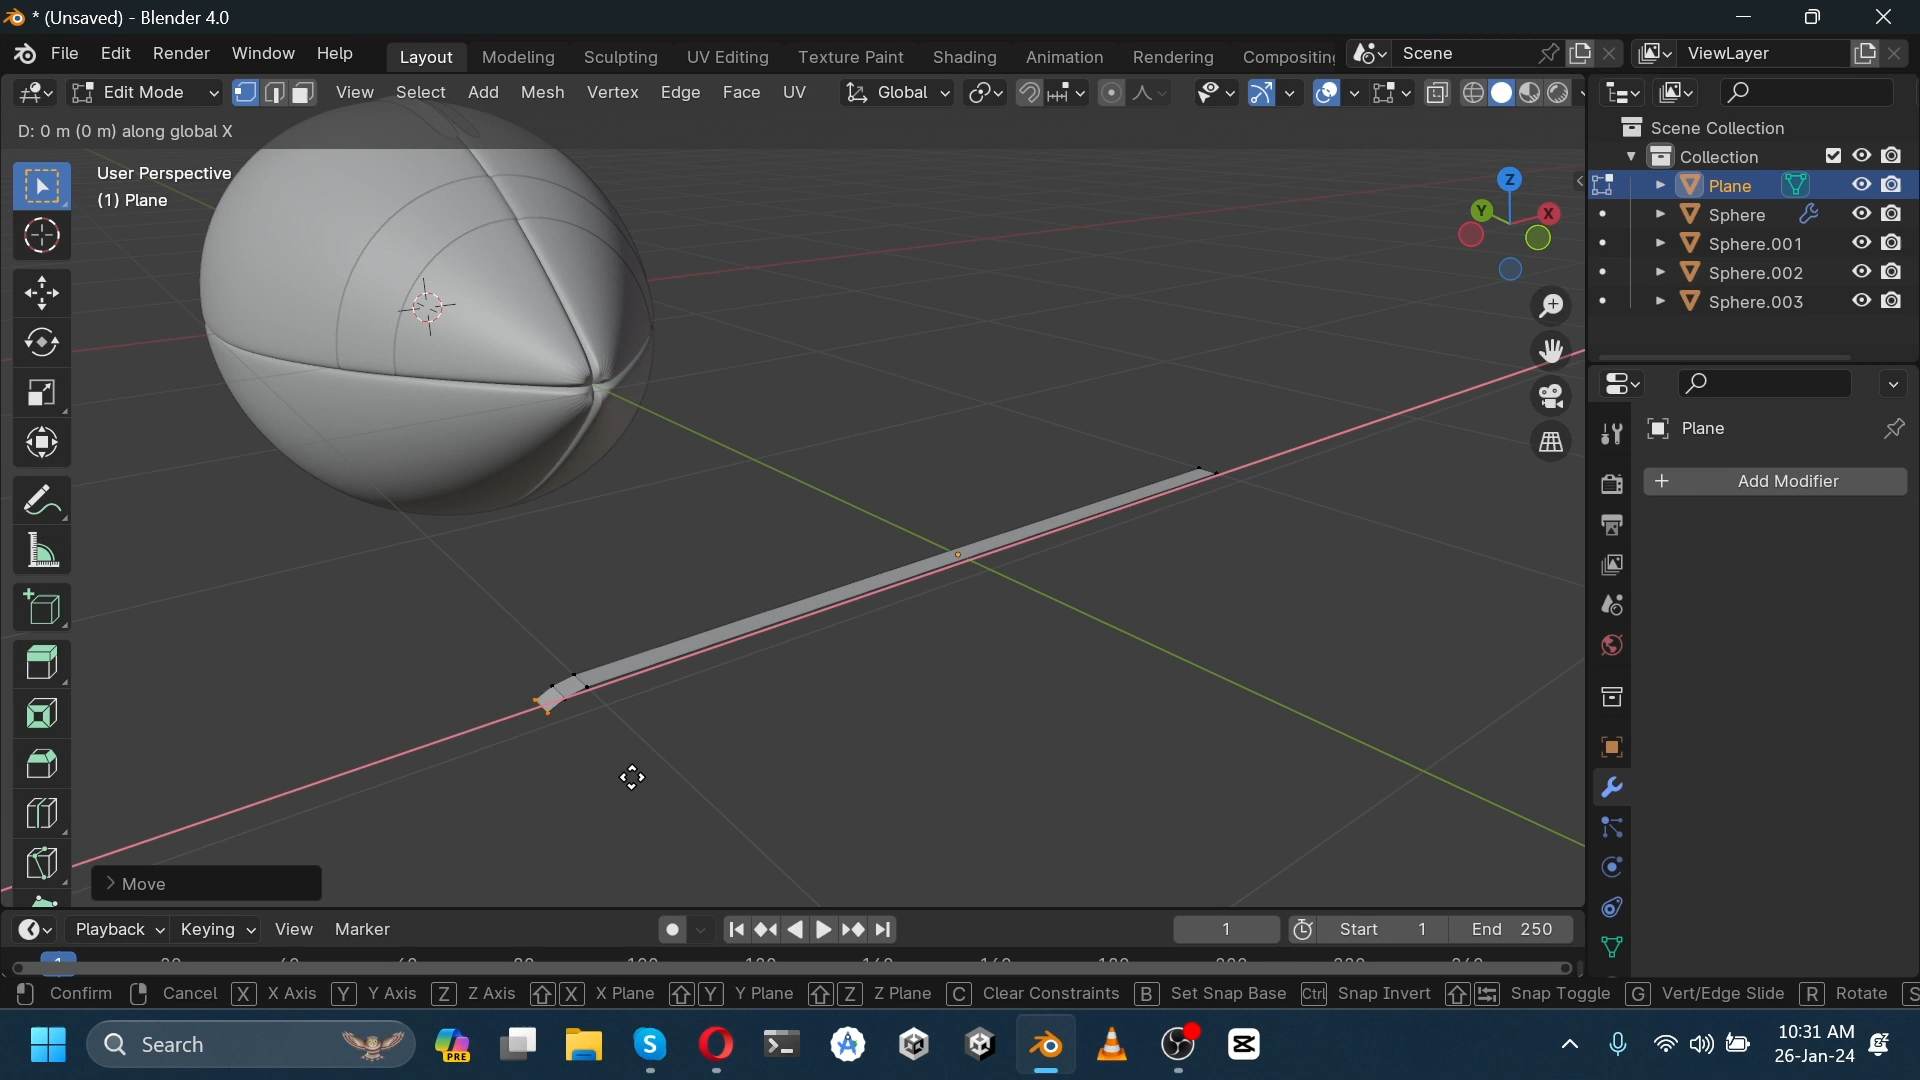 * (Unsaved) - Blender 4.0
File Edit Render Window Help Layout Modeling Sculpting UV Editing Texture Paint Shading Animation Rendering Compositing Scene ViewLayer
Edit Mode View Select Add Mesh Vertex Edge Face UV Global
D: 0 m (0 m) along global X
User Perspective
(1) Plane
Z
Y
X
Scene Collection
Collection
Plane
Sphere
Sphere.001
Sphere.002
Sphere.003
Plane
+ Add Modifier
> Move
Playback Keying View Marker 1 Start 1 End 250
1
Confirm Cancel X X Axis Y Y Axis Z Z Axis X X Plane Y Y Plane Z Z Plane C Clear Constraints B Set Snap Base Ctrl Snap Invert Snap Toggle G Vert/Edge Slide R Rotate S
Search PRE 10:31 AM
26-Jan-24